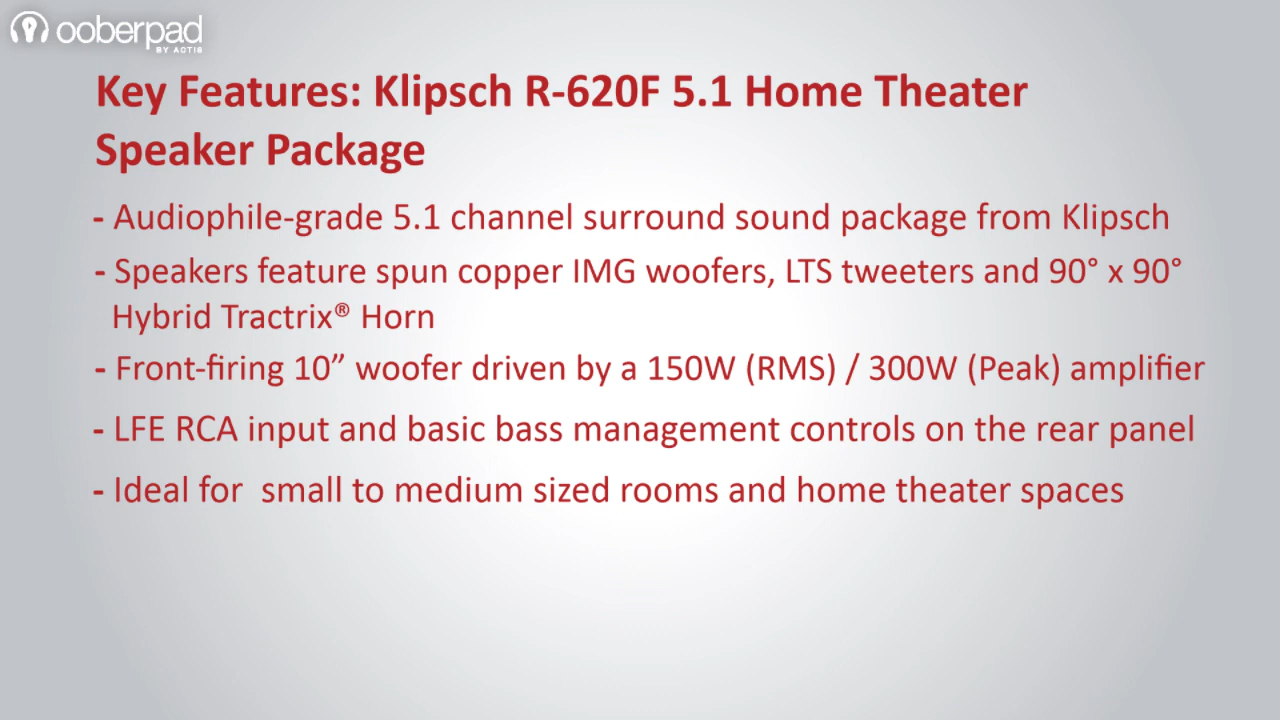 ooberpad
BY ACTIS
Key Features: Klipsch R-620F 5.1 Home Theater
Speaker Package
- Audiophile-grade 5.1 channel surround sound package from Klipsch
- Speakers feature spun copper IMG woofers, LTS tweeters and 90° x 90°
Hybrid Tractrix® Horn
- Front-firing 10” woofer driven by a 150W (RMS) / 300W (Peak) amplifier
- LFE RCA input and basic bass management controls on the rear panel
- Ideal for  small to medium sized rooms and home theater spaces